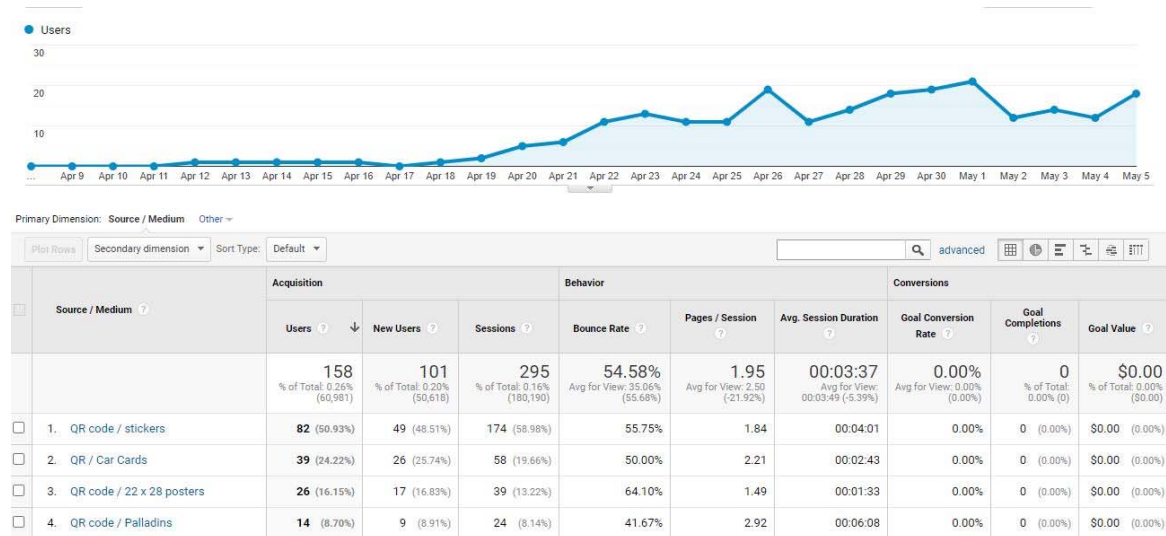 Users
30
20
10
... Apr 9 Apr 10 Apr 11 Apr 12 Apr 13 Apr 14 Apr 15 Apr 16 Apr 17 Apr 18 Apr 19 Apr 20 Apr 21 Apr 22 Apr 23 Apr 24 Apr 25 Apr 26 Apr 27 Apr 28 Apr 29 Apr 30 May 1 May 2 May 3 May 4 May 5
Primary Dimension: Source / Medium Other
Plot Rows Secondary dimension Sort Type: Default advanced
Acquisition Behavior Conversions
Source / Medium ? Users ? New Users ? Sessions ? Bounce Rate ? Pages / Session ? Avg. Session Duration ? Goal Conversion Rate ? Goal Completions ? Goal Value ?
158 101 295 54.58% 1.95 00:03:37 0.00% 0 $0.00
% of Total: 0.26% (60,981) % of Total: 0.20% (50,618) % of Total: 0.16% (180,190) Avg for View: 35.06% (55.68%) Avg for View: 2.50 (-21.92%) Avg for View: 00:03:49 (-5.39%) Avg for View: 0.00% (0.00%) % of Total: 0.00% (0) % of Total: 0.00% ($0.00)
1. QR code / stickers 82 (50.93%) 49 (48.51%) 174 (58.98%) 55.75% 1.84 00:04:01 0.00% 0 (0.00%) $0.00 (0.00%)
2. QR / Car Cards 39 (24.22%) 26 (25.74%) 58 (19.66%) 50.00% 2.21 00:02:43 0.00% 0 (0.00%) $0.00 (0.00%)
3. QR code / 22 x 28 posters 26 (16.15%) 17 (16.83%) 39 (13.22%) 64.10% 1.49 00:01:33 0.00% 0 (0.00%) $0.00 (0.00%)
4. QR code / Palladins 14 (8.70%) 9 (8.91%) 24 (8.14%) 41.67% 2.92 00:06:08 0.00% 0 (0.00%) $0.00 (0.00%)